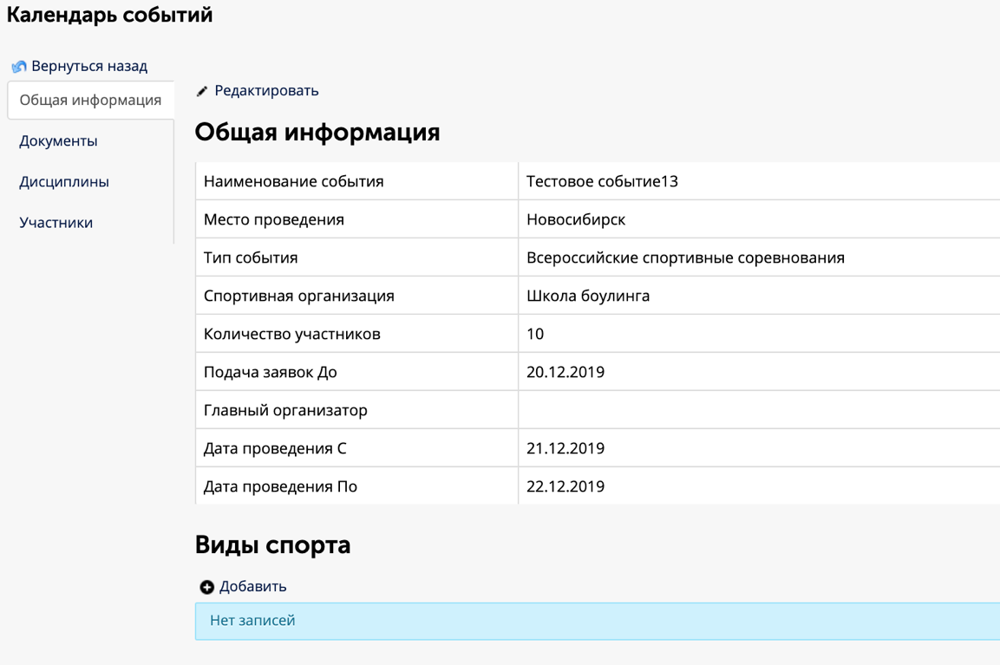 Календарь событий
Вернуться назад
Общая информация
Документы
Дисциплины
Участники
Редактировать
Общая информация
Наименование события Тестовое событие13
Место проведения Новосибирск
Тип события Всероссийские спортивные соревнования
Спортивная организация Школа боулинга
Количество участников 10
Подача заявок До 20.12.2019
Главный организатор
Дата проведения С 21.12.2019
Дата проведения По 22.12.2019
Виды спорта
Добавить
Нет записей